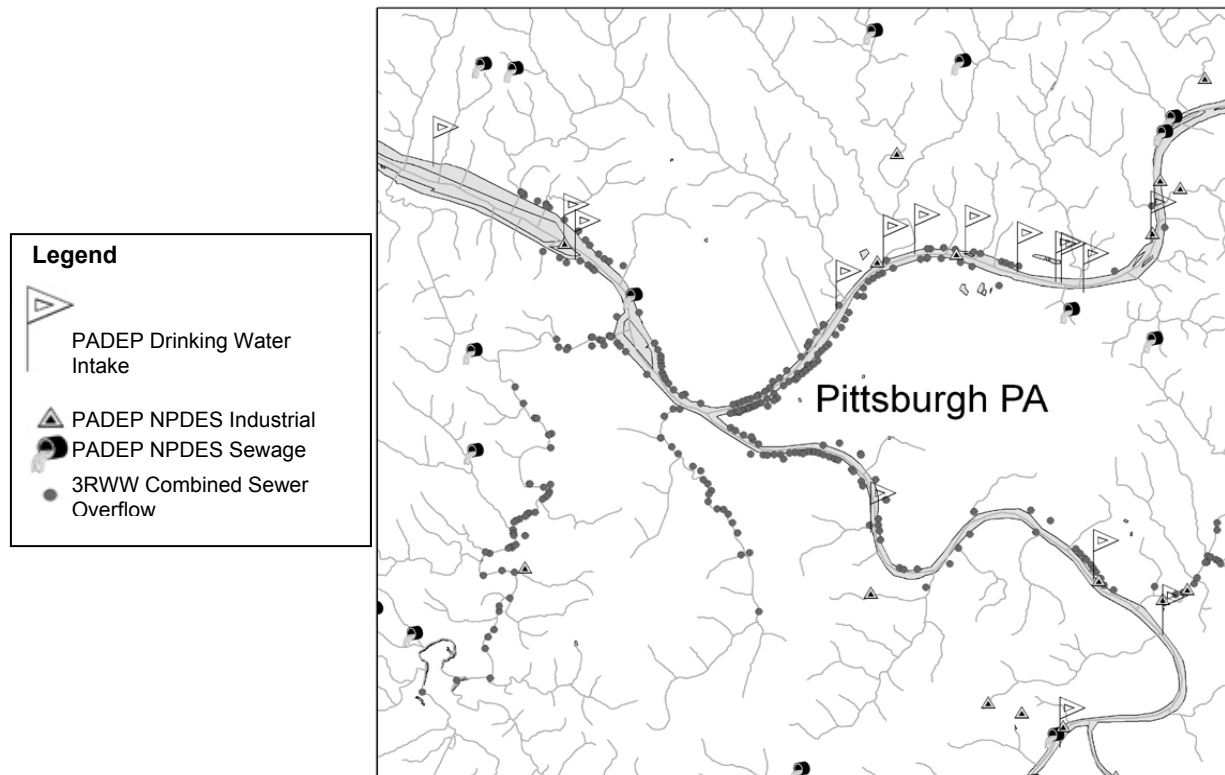 Legend
PADEP Drinking Water
Intake
PADEP NPDES Industrial
PADEP NPDES Sewage
3RWW Combined Sewer
Overflow
Pittsburgh PA